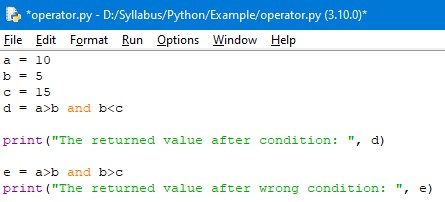 *operator.py - D:/Syllabus/Python/Example/operator.py (3.10.0)*
File Edit Format Run Options Window Help
a = 10
b = 5
c = 15
d = a>b and b<c
print("The returned value after condition: ", d)
e = a>b and b>c
print("The returned value after wrong condition: ", e)